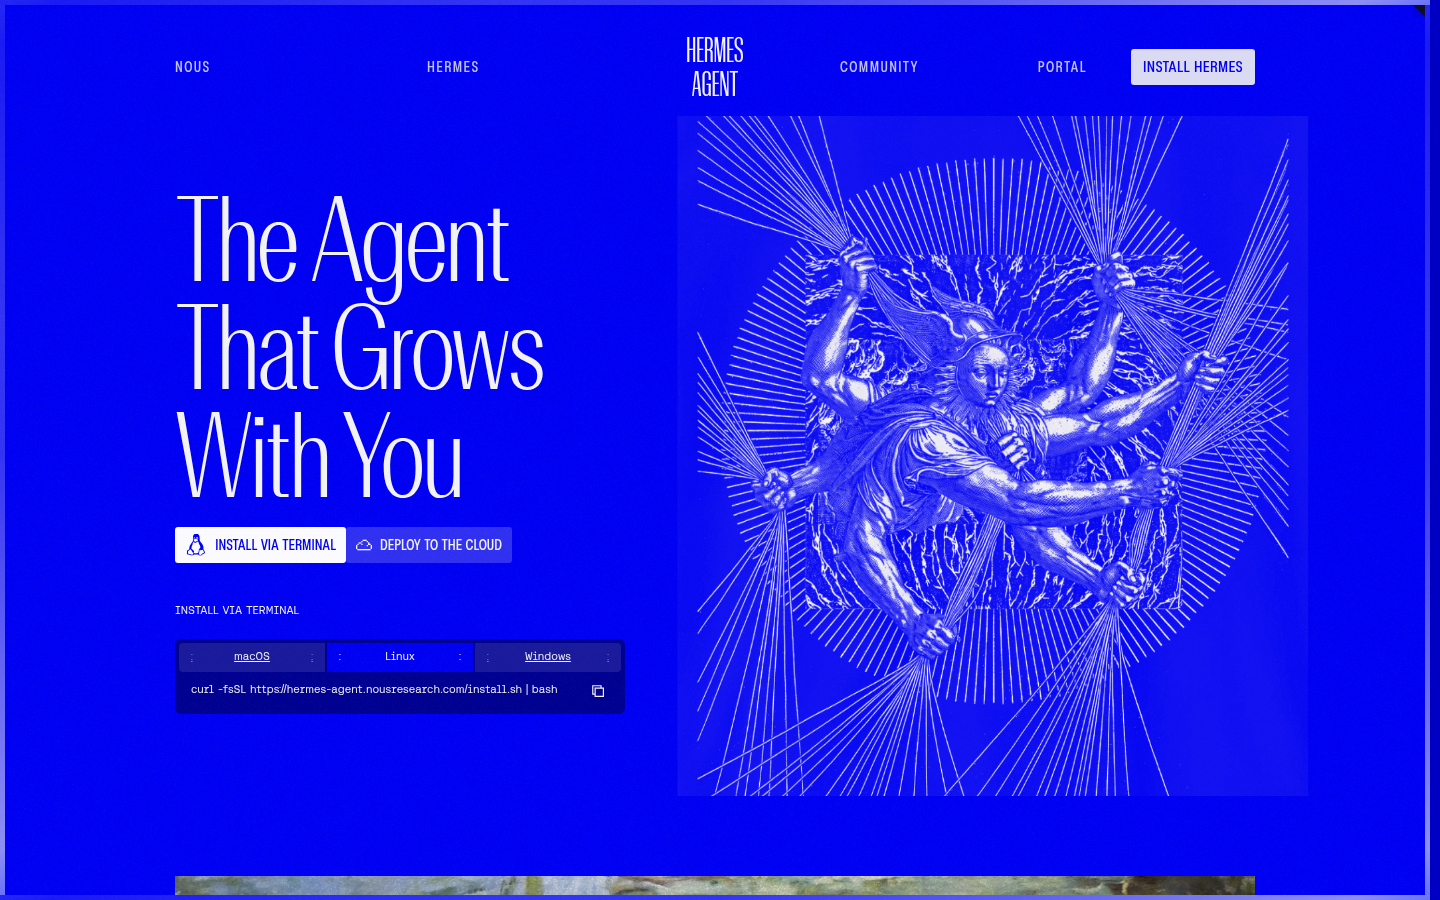 NOUS
HERMES
HERMES
AGENT
COMMUNITY
PORTAL
INSTALL HERMES
The Agent
That Grows
With You
INSTALL VIA TERMINAL
DEPLOY TO THE CLOUD
INSTALL VIA TERMINAL
macOS
Linux
Windows
curl -fsSL https://hermes-agent.nousresearch.com/install.sh | bash